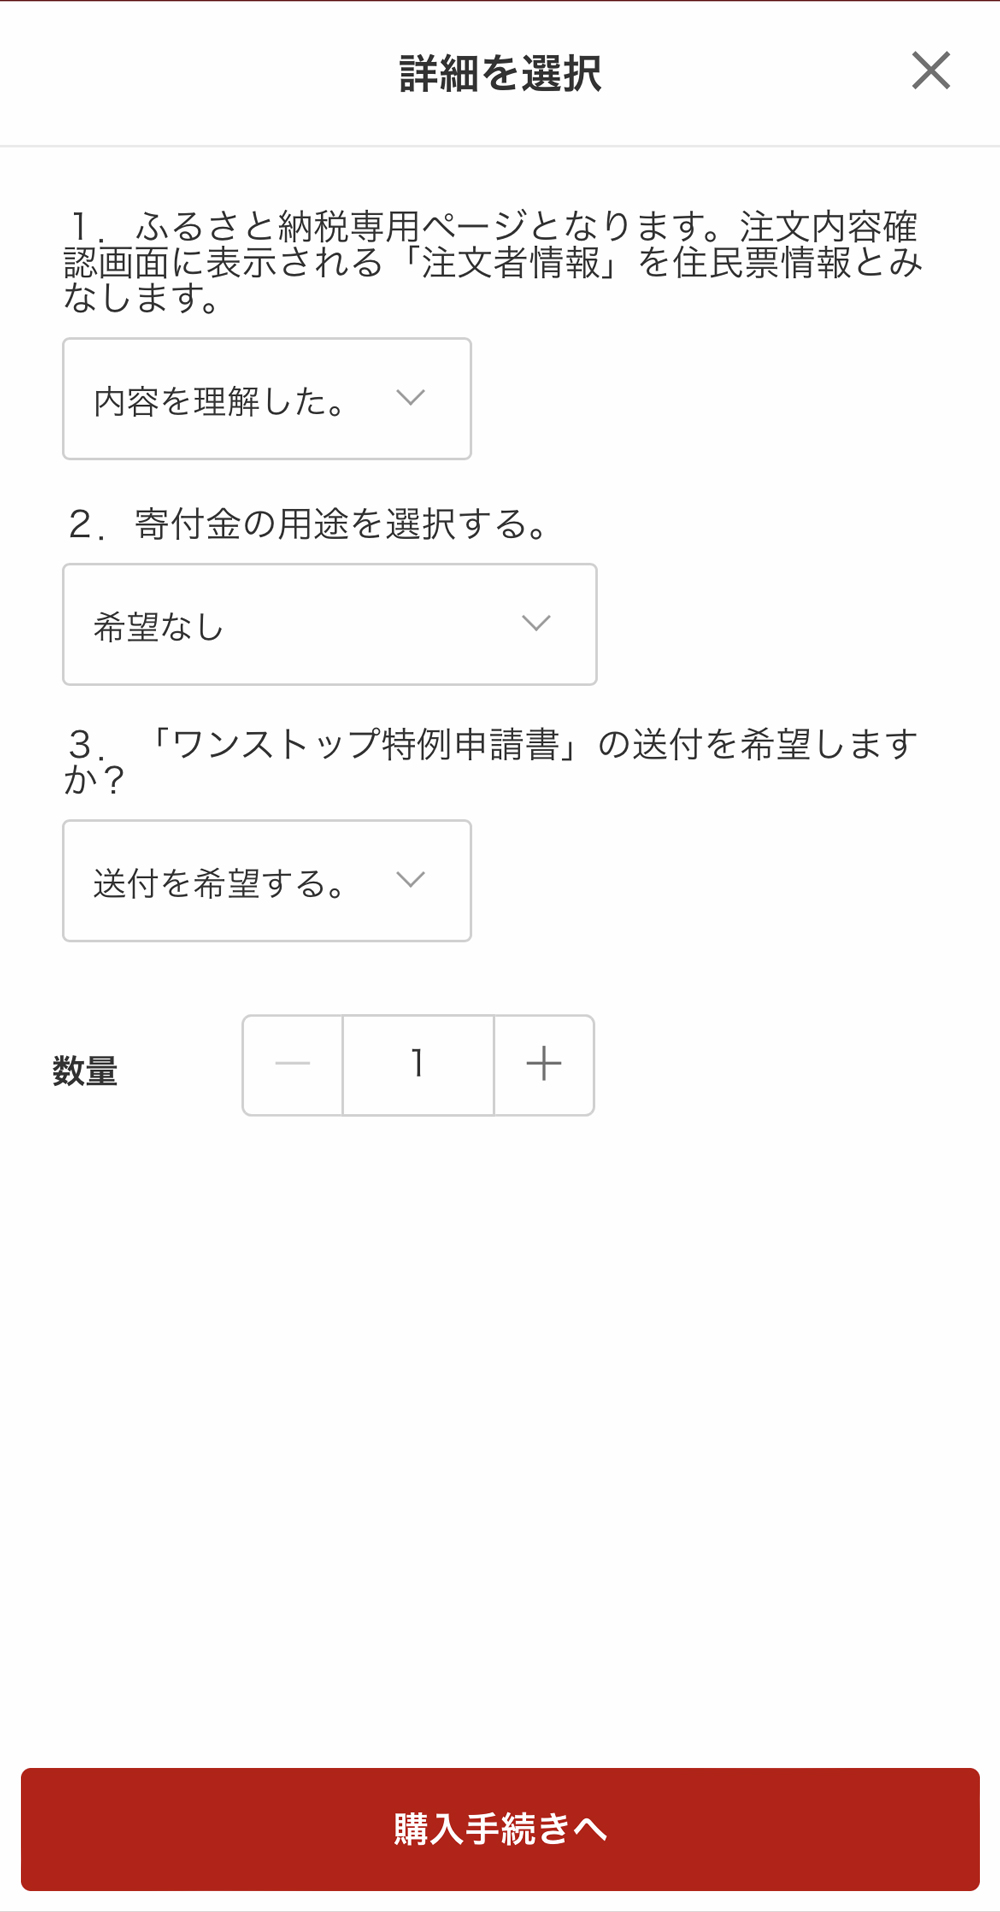 詳細を選択
１．ふるさと納税専用ページとなります。注文内容確
認画面に表示される「注文者情報」を住民票情報とみ
なします。
内容を理解した。
２．寄付金の用途を選択する。
希望なし
３．「ワンストップ特例申請書」の送付を希望します
か？
送付を希望する。
数量
1
購入手続きへ